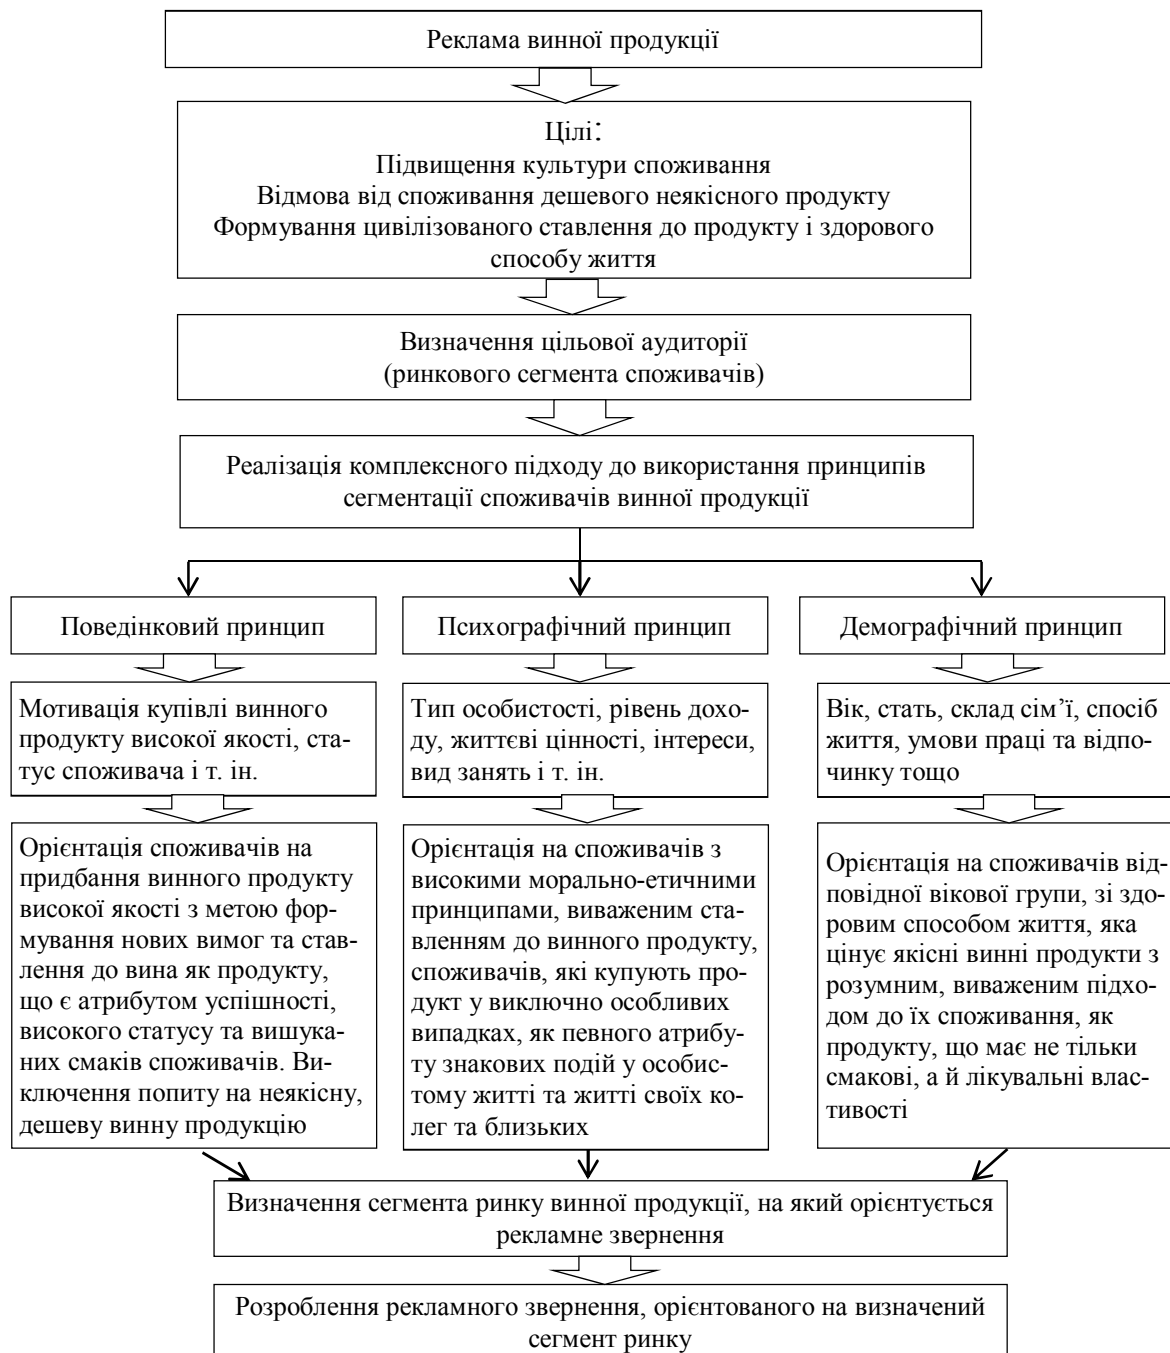 Реклама винної продукції
Цілі:
Підвищення культури споживання
Відмова від споживання дешевого неякісного продукту
Формування цивілізованого ставлення до продукту і здорового
способу життя
Визначення цільової аудиторії
(ринкового сегмента споживачів)
Реалізація комплексного підходу до використання принципів
сегментації споживачів винної продукції
Поведінковий принцип
Мотивація купівлі винного
продукту високої якості, ста-
тус споживача і т. ін.
Орієнтація споживачів на
придбання винного продукту
високої якості з метою фор-
мування нових вимог та став-
лення до вина як продукту,
що є атрибутом успішності,
високого статусу та вишука-
них смаків споживачів. Ви-
ключення попиту на неякісну,
дешеву винну продукцію
Психографічний принцип
Тип особистості, рівень дохо-
ду, життєві цінності, інтереси,
вид занять і т. ін.
Орієнтація на споживачів з
високими морально-етичними
принципами, виваженим ста-
вленням до винного продукту,
споживачів, які купують про-
дукт у виключно особливих
випадках, як певного атрибу-
ту знакових подій у особис-
тому житті та житті своїх ко-
лег та близьких
Демографічний принцип
Вік, стать, склад сім’ї, спосіб
життя, умови праці та відпо-
чинку тощо
Орієнтація на споживачів від-
повідної вікової групи, зі здо-
ровим способом життя, яка
цінує якісні винні продукти з
розумним, виваженим підхо-
дом до їх споживання, як
продукту, що має не тільки
смакові, а й лікувальні влас-
тивості
Визначення сегмента ринку винної продукції, на який орієнтується
рекламне звернення
Розроблення рекламного звернення, орієнтованого на визначений
сегмент ринку